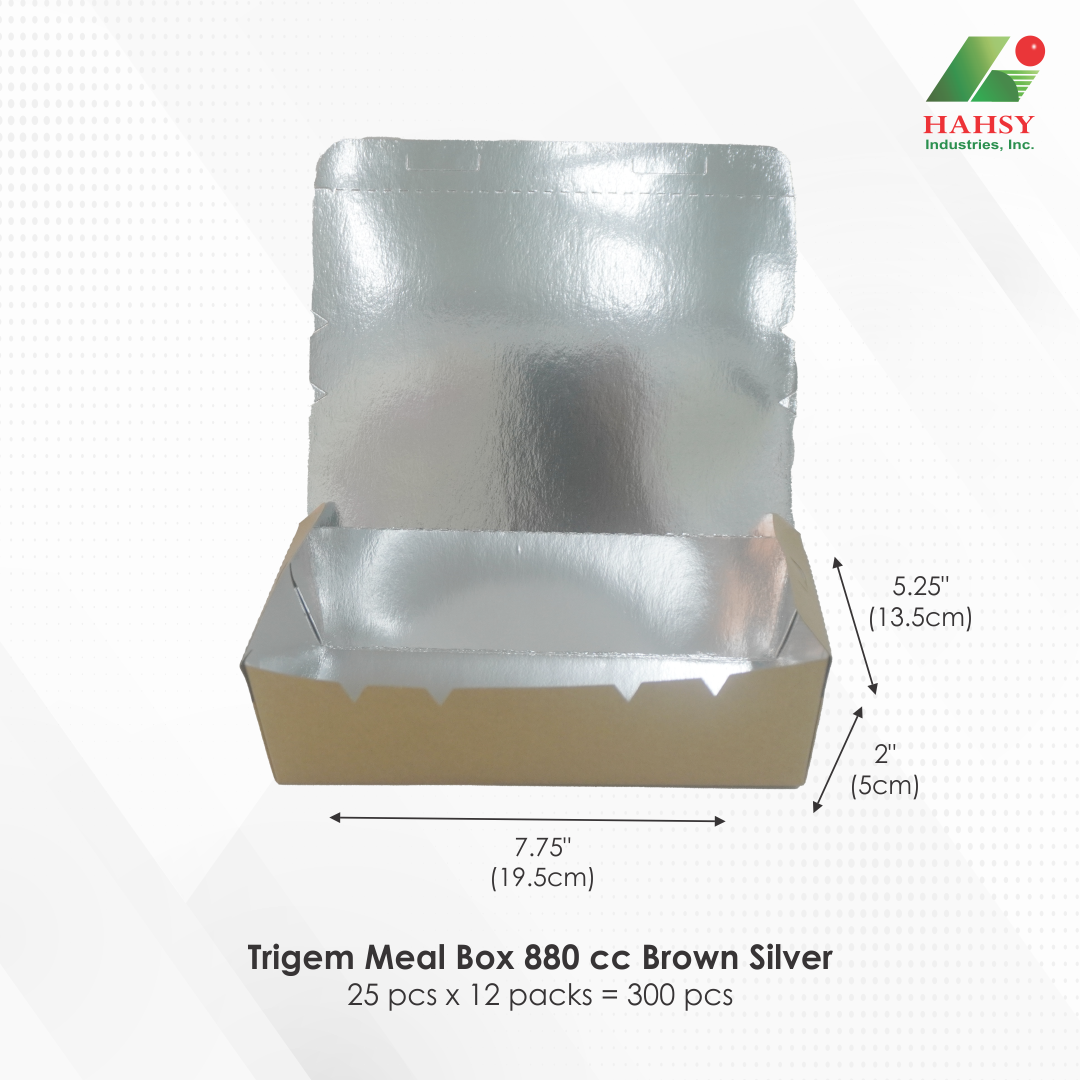 HAHSY
Industries, Inc.
5.25"
(13.5cm)
2"
(5cm)
7.75"
(19.5cm)
Trigem Meal Box 880 cc Brown Silver
25 pcs x 12 packs = 300 pcs